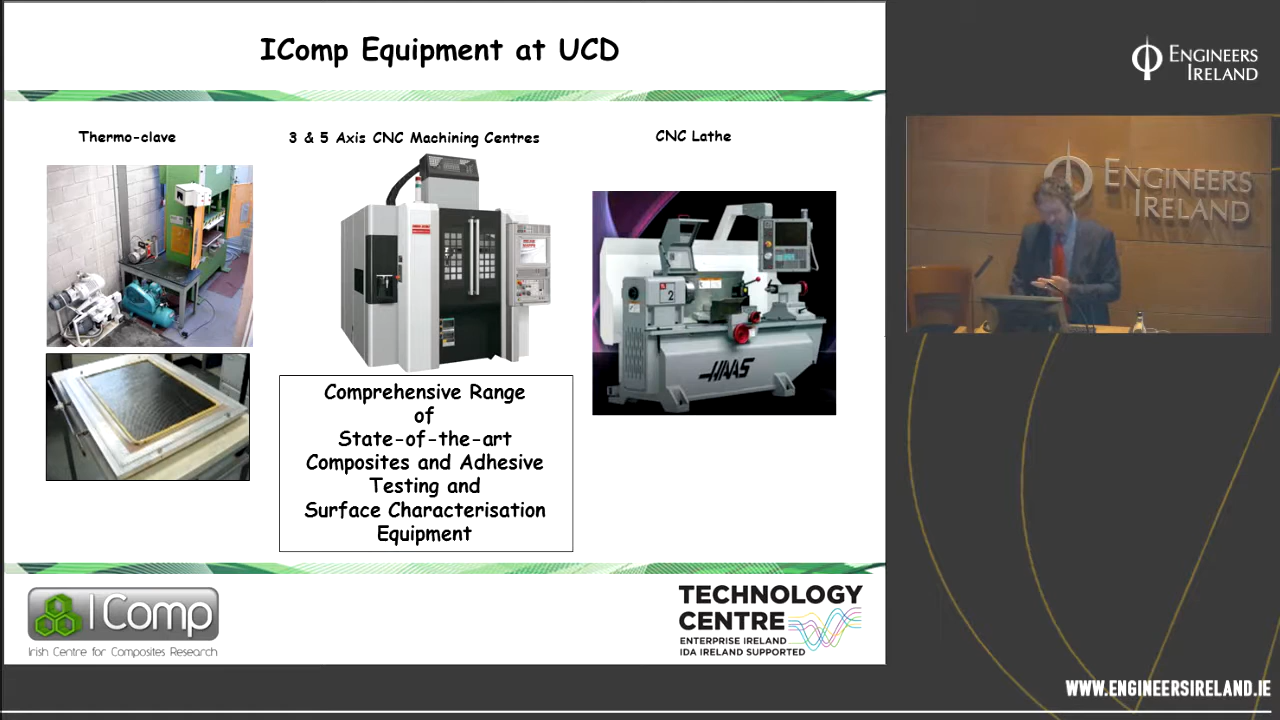 IComp Equipment at UCD
Thermo-clave
3 & 5 Axis CNC Machining Centres
CNC Lathe
HAAS
2
Comprehensive Range
of
State-of-the-art
Composites and Adhesive
Testing and
Surface Characterisation
Equipment
I Comp
Irish Centre for Composites Research
TECHNOLOGY
CENTRE
ENTERPRISE IRELAND
IDA IRELAND SUPPORTED
ENGINEERS
IRELAND
ENGINEERS
IRELAND
WWW.ENGINEERSIRELAND.IE